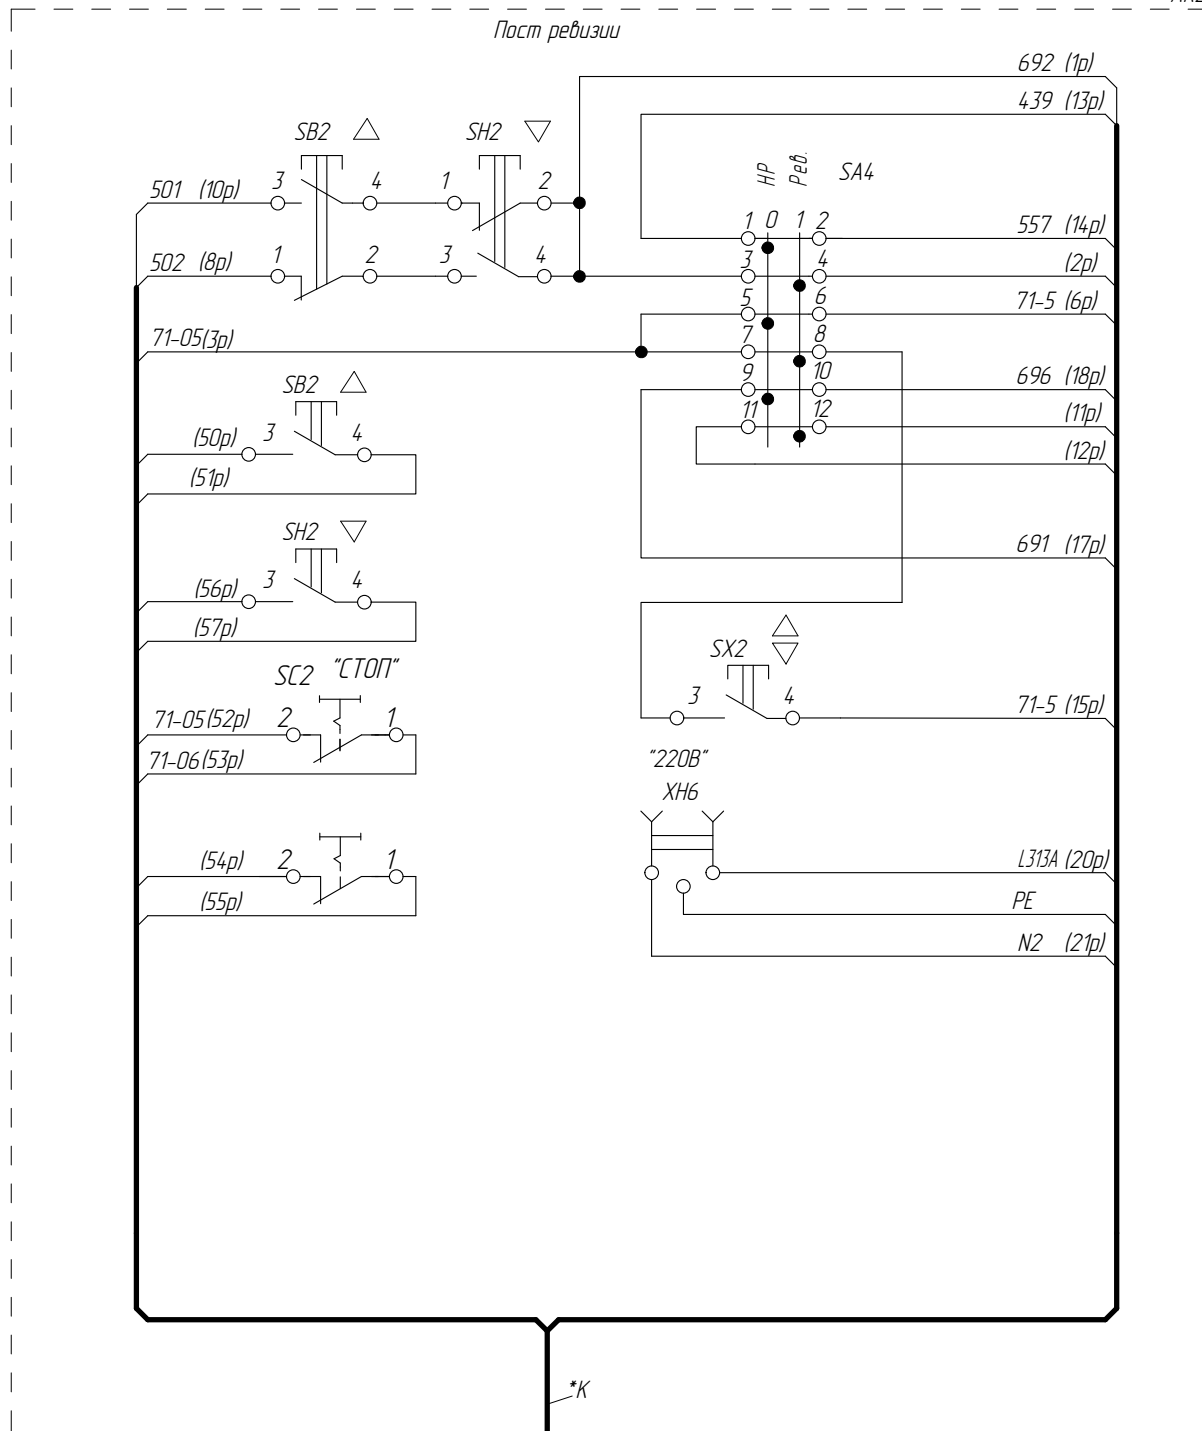 Пост ревизии
692 (1р)
439 (13р)
SB2
SH2
НР
Рев.
SA4
501 (10р)
3
4
1
2
1 0 1 2
557 (14р)
502 (8р)
1
2
3
4
3
4
(2р)
5
6
71-5 (6р)
71-05(3р)
7
8
SB2
9
10
696 (18р)
(50р)
3
4
11
12
(11р)
(12р)
(51р)
SH2
691 (17р)
(56р)
3
4
(57р)
SC2
"СТОП"
SX2
71-05(52р)
2
1
3
4
71-5 (15р)
71-06(53р)
"220В"
XH6
(54р)
2
1
L313A (20р)
(55р)
PE
N2 (21р)
*К